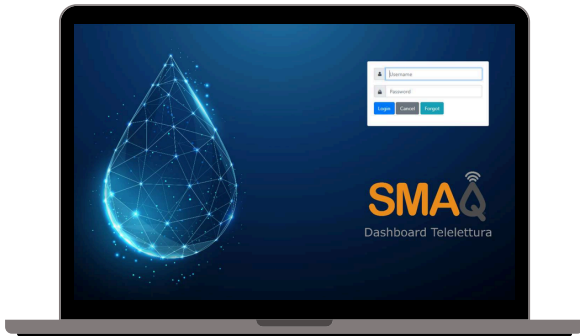 Username
Password
Login Cancel Forgot
SMAQ
Dashboard Telelettura